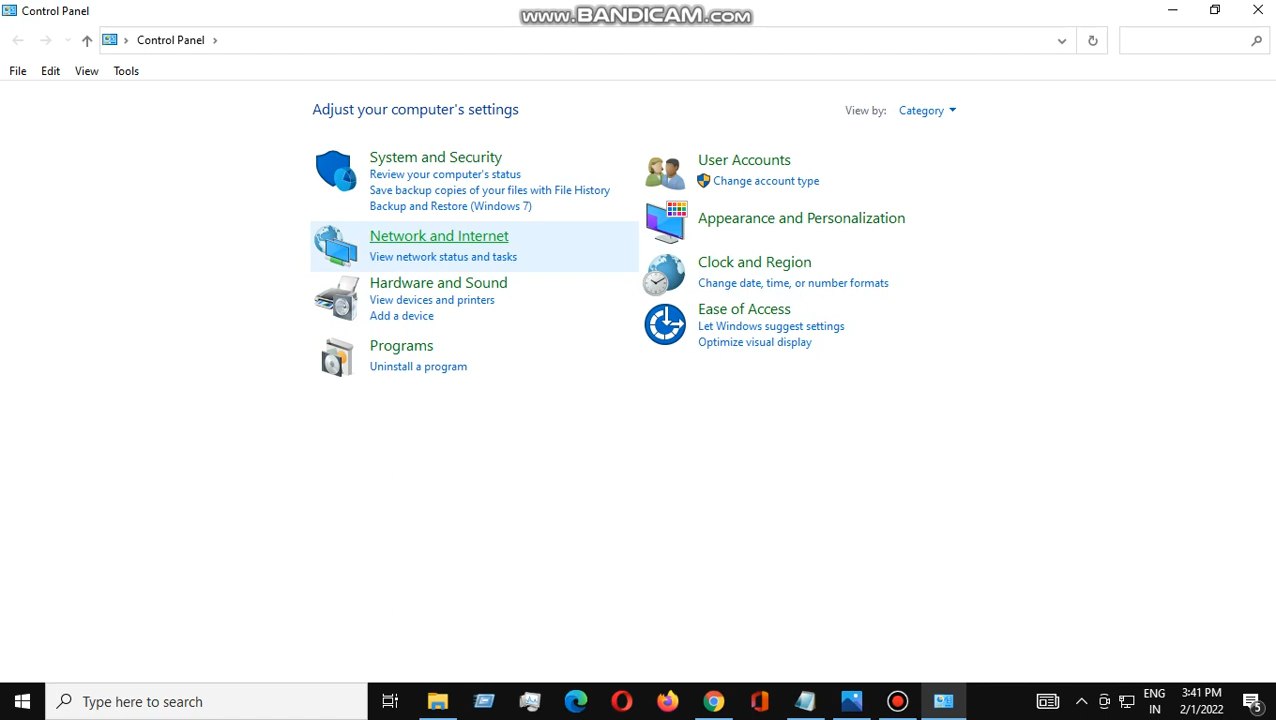 Control Panel
www.BANDICAM.com
Control Panel
File Edit View Tools
Adjust your computer's settings
View by: Category
System and Security
Review your computer's status
Save backup copies of your files with File History
Backup and Restore (Windows 7)
Network and Internet
View network status and tasks
Hardware and Sound
View devices and printers
Add a device
Programs
Uninstall a program
User Accounts
Change account type
Appearance and Personalization
Clock and Region
Change date, time, or number formats
Ease of Access
Let Windows suggest settings
Optimize visual display
Type here to search
ENG
IN
3:41 PM
2/1/2022
5